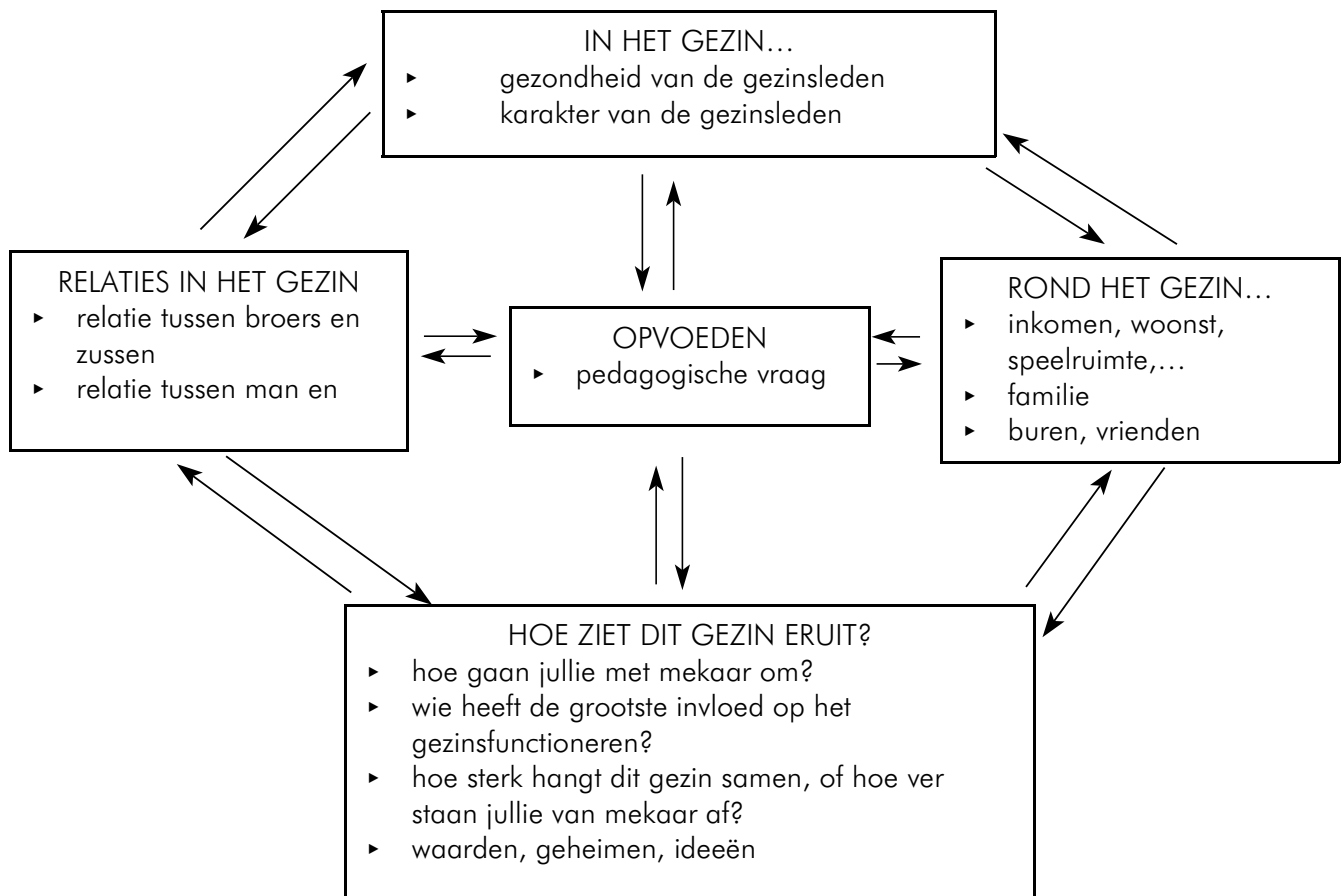 IN HET GEZIN…
▸ gezondheid van de gezinsleden
▸ karakter van de gezinsleden
RELATIES IN HET GEZIN
▸ relatie tussen broers en
zussen
▸ relatie tussen man en
OPVOEDEN
▸ pedagogische vraag
ROND HET GEZIN…
▸ inkomen, woonst,
speelruimte,…
▸ familie
▸ buren, vrienden
HOE ZIET DIT GEZIN ERUIT?
▸ hoe gaan jullie met mekaar om?
▸ wie heeft de grootste invloed op het
gezinsfunctioneren?
▸ hoe sterk hangt dit gezin samen, of hoe ver
staan jullie van mekaar af?
▸ waarden, geheimen, ideeën